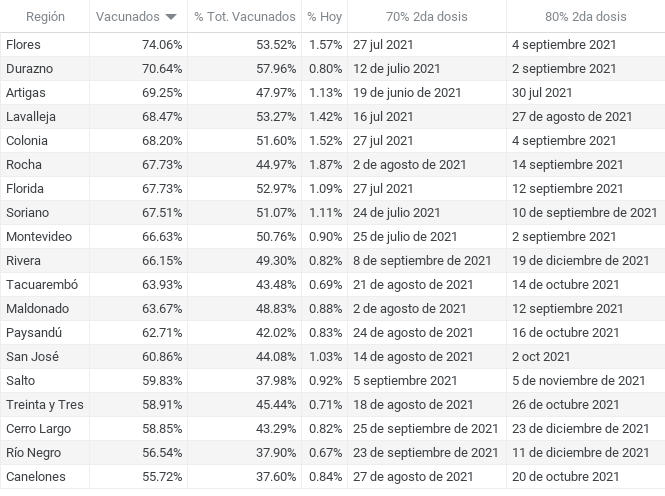 Región Vacunados % Tot. Vacunados % Hoy 70% 2da dosis 80% 2da dosis
Flores 74.06% 53.52% 1.57% 27 jul 2021 4 septiembre 2021
Durazno 70.64% 57.96% 0.80% 12 de julio 2021 2 septiembre 2021
Artigas 69.25% 47.97% 1.13% 19 de junio de 2021 30 jul 2021
Lavalleja 68.47% 53.27% 1.42% 16 jul 2021 27 de agosto de 2021
Colonia 68.20% 51.60% 1.52% 27 jul 2021 4 septiembre 2021
Rocha 67.73% 44.97% 1.87% 2 de agosto de 2021 14 septiembre 2021
Florida 67.73% 52.97% 1.09% 27 jul 2021 12 septiembre 2021
Soriano 67.51% 51.07% 1.11% 24 de julio 2021 10 de septiembre de 2021
Montevideo 66.63% 50.76% 0.90% 25 de julio de 2021 2 septiembre 2021
Rivera 66.15% 49.30% 0.82% 8 de septiembre de 2021 19 de diciembre de 2021
Tacuarembó 63.93% 43.48% 0.69% 21 de agosto de 2021 14 de octubre 2021
Maldonado 63.67% 48.83% 0.88% 2 de agosto de 2021 12 septiembre 2021
Paysandú 62.71% 42.02% 0.83% 24 de agosto de 2021 16 de octubre 2021
San José 60.86% 44.08% 1.03% 14 de agosto de 2021 2 oct 2021
Salto 59.83% 37.98% 0.92% 5 septiembre 2021 5 de noviembre de 2021
Treinta y Tres 58.91% 45.44% 0.71% 18 de agosto de 2021 26 de octubre 2021
Cerro Largo 58.85% 43.29% 0.82% 25 de septiembre de 2021 23 de diciembre de 2021
Río Negro 56.54% 37.90% 0.67% 23 de septiembre de 2021 11 de diciembre de 2021
Canelones 55.72% 37.60% 0.84% 27 de agosto de 2021 20 de octubre 2021